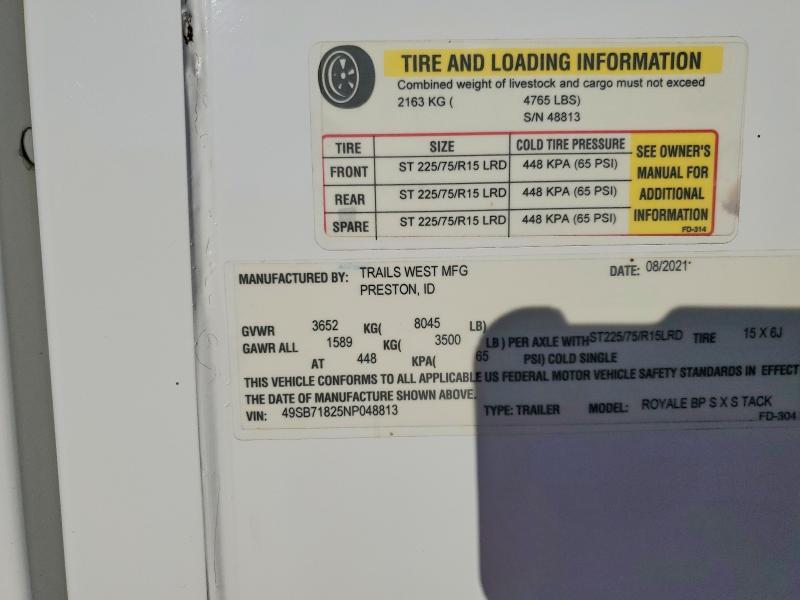 TIRE AND LOADING INFORMATION
Combined weight of livestock and cargo must not exceed
2163 KG ( 4765 LBS)
S/N 48813
TIRE SIZE COLD TIRE PRESSURE
FRONT ST 225/75/R15 LRD 448 KPA (65 PSI)
REAR ST 225/75/R15 LRD 448 KPA (65 PSI)
SPARE ST 225/75/R15 LRD 448 KPA (65 PSI)
SEE OWNER'S
MANUAL FOR
ADDITIONAL
INFORMATION
FD-314
MANUFACTURED BY: TRAILS WEST MFG DATE: 08/2021
PRESTON, ID
GVWR 3652 KG( 8045 LB)
GAWR ALL 1589 KG( 3500 LB ) PER AXLE WITH ST225/75/R15LRD TIRE 15 X 6J
AT 448 KPA( 65 PSI) COLD SINGLE
THIS VEHICLE CONFORMS TO ALL APPLICABLE US FEDERAL MOTOR VEHICLE SAFETY STANDARDS IN EFFECT
THE DATE OF MANUFACTURE SHOWN ABOVE.
VIN: 49SB71825NP048813 TYPE: TRAILER MODEL: ROYALE BP S X S TACK
FD-304